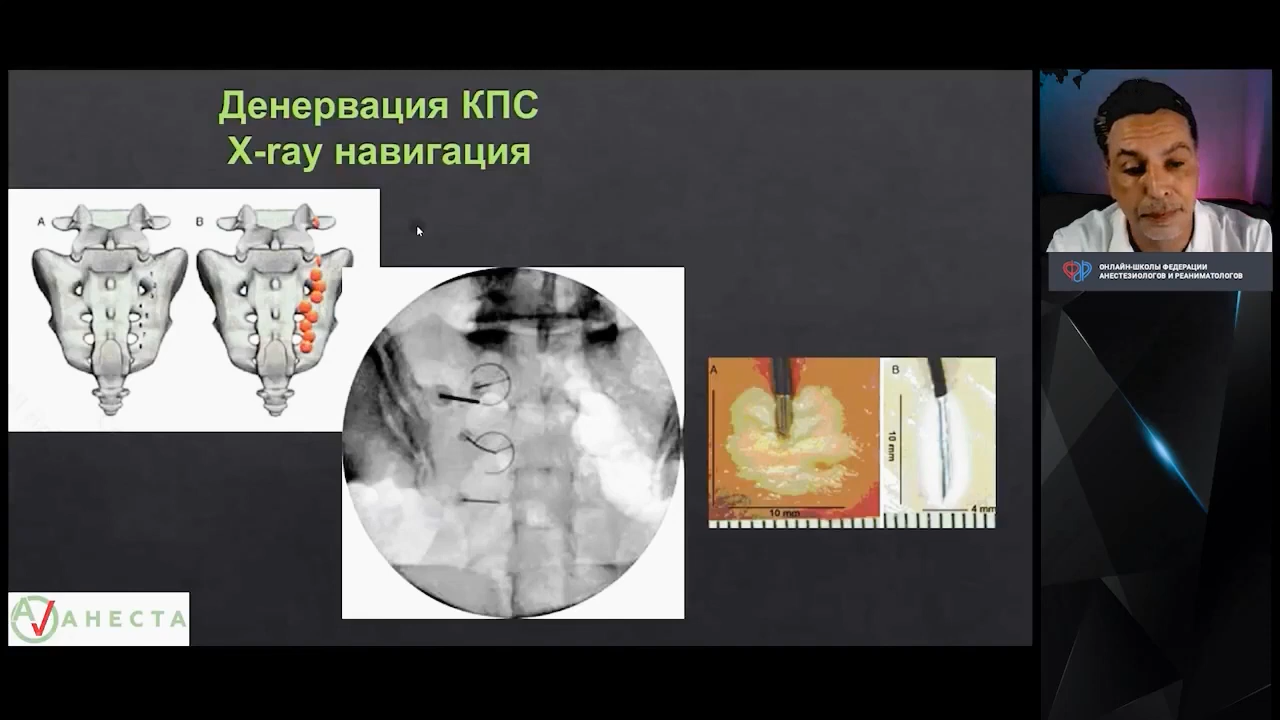 Денервация КПС
X-ray навигация
A
B
A
10 mm
B
10 mm
4 mm
АНЕСТА
ОНЛАЙН-ШКОЛЫ ФЕДЕРАЦИИ
АНЕСТЕЗИОЛОГОВ И РЕАНИМАТОЛОГОВ